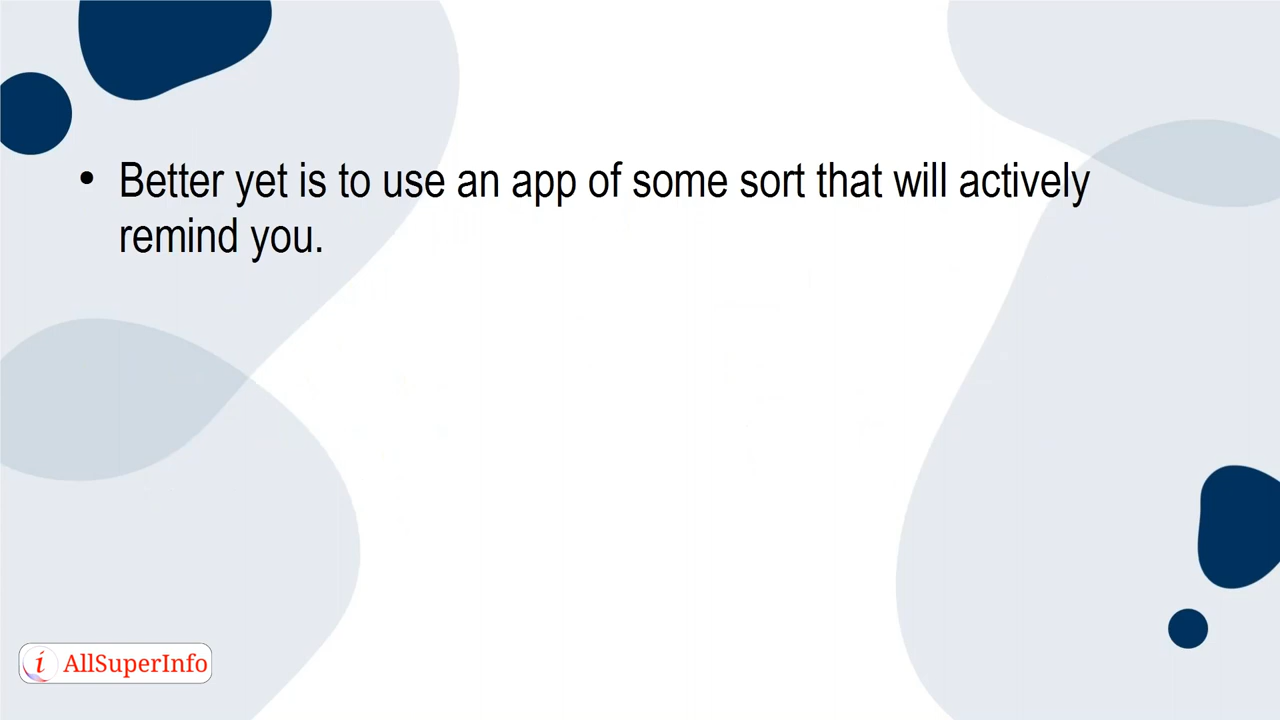 • Better yet is to use an app of some sort that will actively
remind you.
i AllSuperInfo